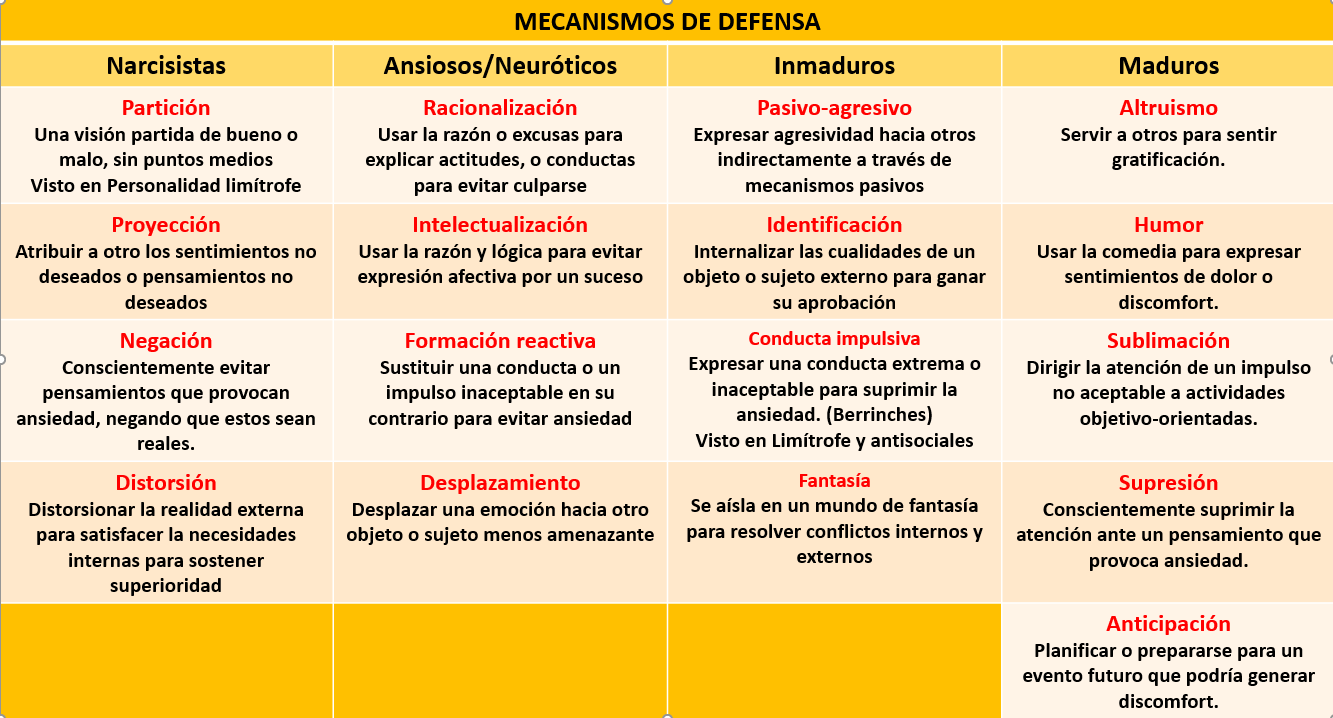 MECANISMOS DE DEFENSA
Narcisistas
Ansiosos/Neuróticos
Inmaduros
Maduros
Partición
Una visión partida de bueno o
malo, sin puntos medios
Visto en Personalidad limítrofe
Racionalización
Usar la razón o excusas para
explicar actitudes, o conductas
para evitar culparse
Pasivo-agresivo
Expresar agresividad hacia otros
indirectamente a través de
mecanismos pasivos
Altruismo
Servir a otros para sentir
gratificación.
Proyección
Atribuir a otro los sentimientos no
deseados o pensamientos no
deseados
Intelectualización
Usar la razón y lógica para evitar
expresión afectiva por un suceso
Identificación
Internalizar las cualidades de un
objeto o sujeto externo para ganar
su aprobación
Humor
Usar la comedia para expresar
sentimientos de dolor o
discomfort.
Negación
Conscientemente evitar
pensamientos que provocan
ansiedad, negando que estos sean
reales.
Formación reactiva
Sustituir una conducta o un
impulso inaceptable en su
contrario para evitar ansiedad
Conducta impulsiva
Expresar una conducta extrema o
inaceptable para suprimir la
ansiedad. (Berrinches)
Visto en Limítrofe y antisociales
Sublimación
Dirigir la atención de un impulso
no aceptable a actividades
objetivo-orientadas.
Distorsión
Distorsionar la realidad externa
para satisfacer la necesidades
internas para sostener
superioridad
Desplazamiento
Desplazar una emoción hacia otro
objeto o sujeto menos amenazante
Fantasía
Se aísla en un mundo de fantasía
para resolver conflictos internos y
externos
Supresión
Conscientemente suprimir la
atención ante un pensamiento que
provoca ansiedad.
Anticipación
Planificar o prepararse para un
evento futuro que podría generar
discomfort.